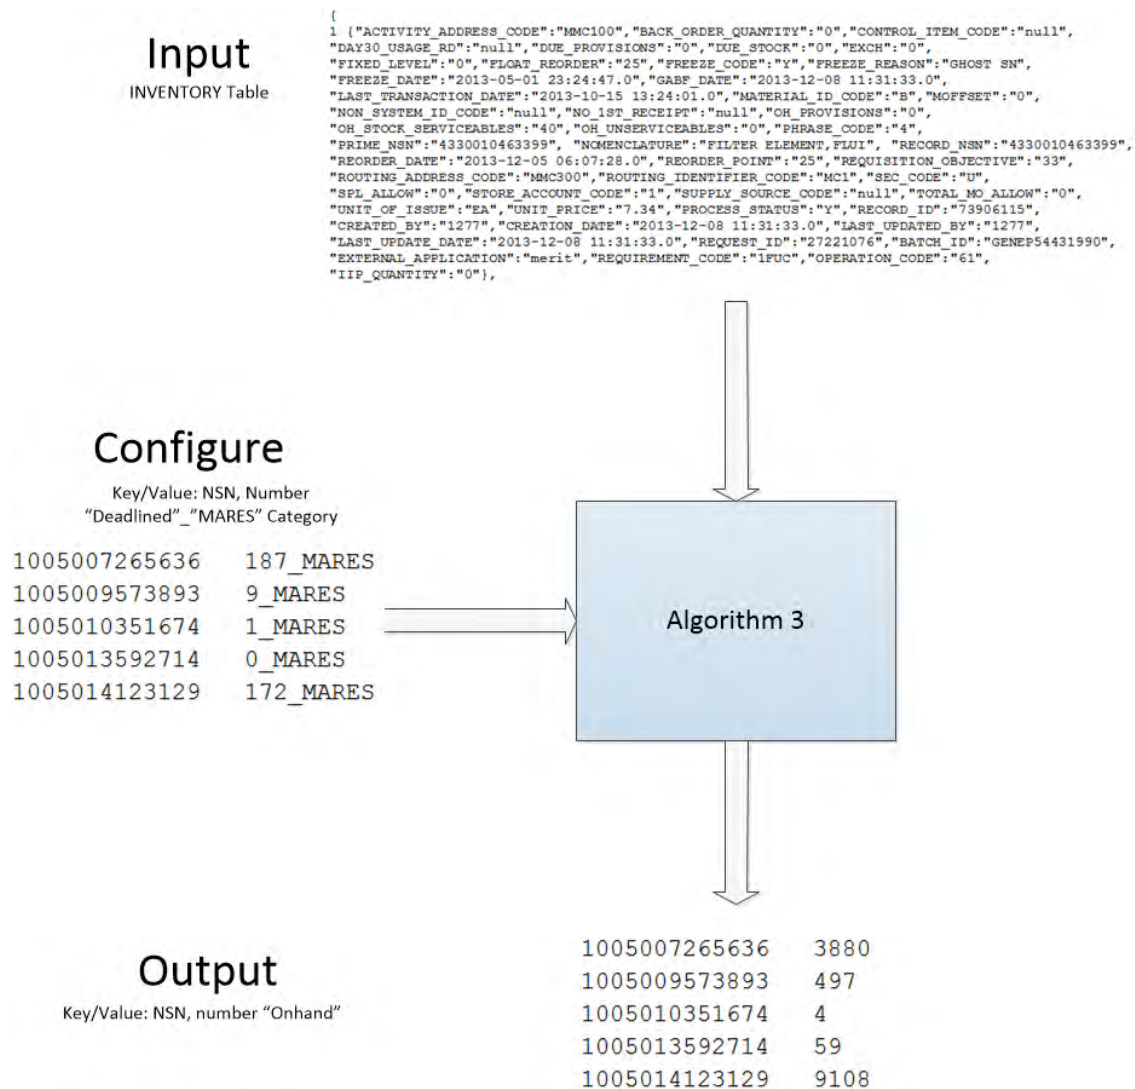 Input
INVENTORY Table
{
1 {"ACTIVITY_ADDRESS_CODE":"MMC100","BACK_ORDER_QUANTITY":"0","CONTROL_ITEM_CODE":"null",
"DAY30_USAGE_RD":"null","DUE_PROVISIONS":"0","DUE_STOCK":"0","EXCH":"0",
"FIXED_LEVEL":"0","FLOAT_REORDER":"25","FREEZE_CODE":"Y","FREEZE_REASON":"GHOST SN",
"FREEZE_DATE":"2013-05-01 23:24:47.0","GABF_DATE":"2013-12-08 11:31:33.0",
"LAST_TRANSACTION_DATE":"2013-10-15 13:24:01.0","MATERIAL_ID_CODE":"B","MOFFSET":"0",
"NON_SYSTEM_ID_CODE":"null","NO_1ST_RECEIPT":"null","OH_PROVISIONS":"0",
"OH_STOCK_SERVICEABLES":"40","OH_UNSERVICEABLES":"0","PHRASE_CODE":"4",
"PRIME_NSN":"4330010463399", "NOMENCLATURE":"FILTER ELEMENT,FLUI", "RECORD_NSN":"4330010463399",
"REORDER_DATE":"2013-12-05 06:07:28.0","REORDER_POINT":"25","REQUISITION_OBJECTIVE":"33",
"ROUTING_ADDRESS_CODE":"MMC300","ROUTING_IDENTIFIER_CODE":"MC1","SEC_CODE":"U",
"SPL_ALLOW":"0","STORE_ACCOUNT_CODE":"1","SUPPLY_SOURCE_CODE":"null","TOTAL_MO_ALLOW":"0",
"UNIT_OF_ISSUE":"EA","UNIT_PRICE":"7.34","PROCESS_STATUS":"Y","RECORD_ID":"73906115",
"CREATED_BY":"1277","CREATION_DATE":"2013-12-08 11:31:33.0","LAST_UPDATED_BY":"1277",
"LAST_UPDATE_DATE":"2013-12-08 11:31:33.0","REQUEST_ID":"27221076","BATCH_ID":"GENEP54431990",
"EXTERNAL_APPLICATION":"merit","REQUIREMENT_CODE":"1FUC","OPERATION_CODE":"61",
"IIP_QUANTITY":"0"},
Configure
Key/Value: NSN, Number
“Deadlined”_”MARES” Category
1005007265636 187_MARES
1005009573893 9_MARES
1005010351674 1_MARES
1005013592714 0_MARES
1005014123129 172_MARES
Algorithm 3
Output
Key/Value: NSN, number “Onhand”
1005007265636 3880
1005009573893 497
1005010351674 4
1005013592714 59
1005014123129 9108